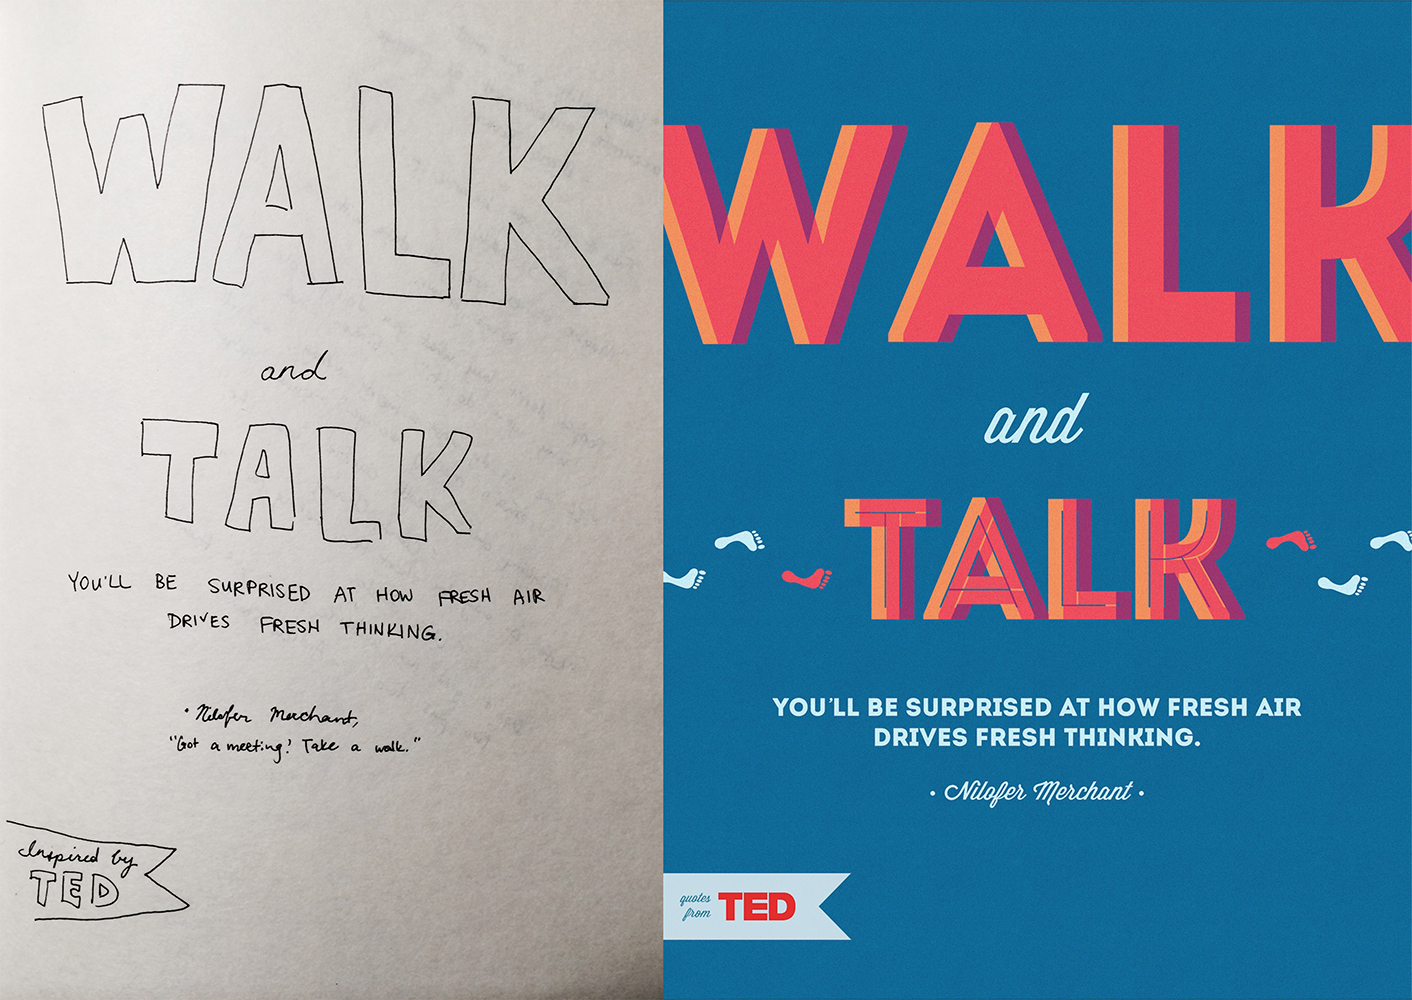 WALK
and
TALK
YOU'LL BE SURPRISED AT HOW FRESH AIR
DRIVES FRESH THINKING.
• Nilofer Merchant,
"Got a meeting? Take a walk."
Inspired by
TED
WALK
and
TALK
YOU'LL BE SURPRISED AT HOW FRESH AIR
DRIVES FRESH THINKING.
• Nilofer Merchant •
quotes
from
TED